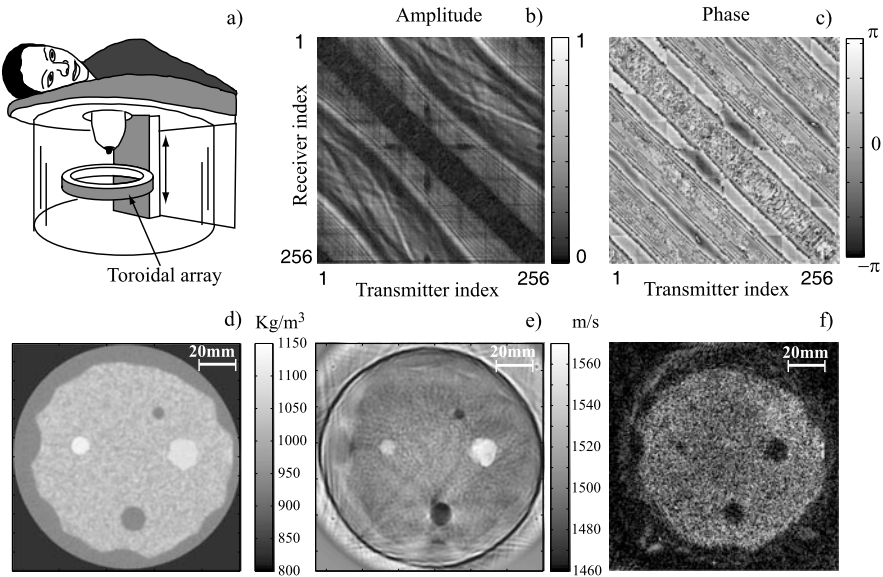 a)
Toroidal array
Amplitude
b)
1
Receiver index
256
1
256
Transmitter index
1
0
Phase
c)
1
256
Transmitter index
π
0
−π
d)
20mm
Kg/m³
1150
1100
1050
1000
950
900
850
800
e)
20mm
m/s
1560
1540
1520
1500
1480
1460
f)
20mm